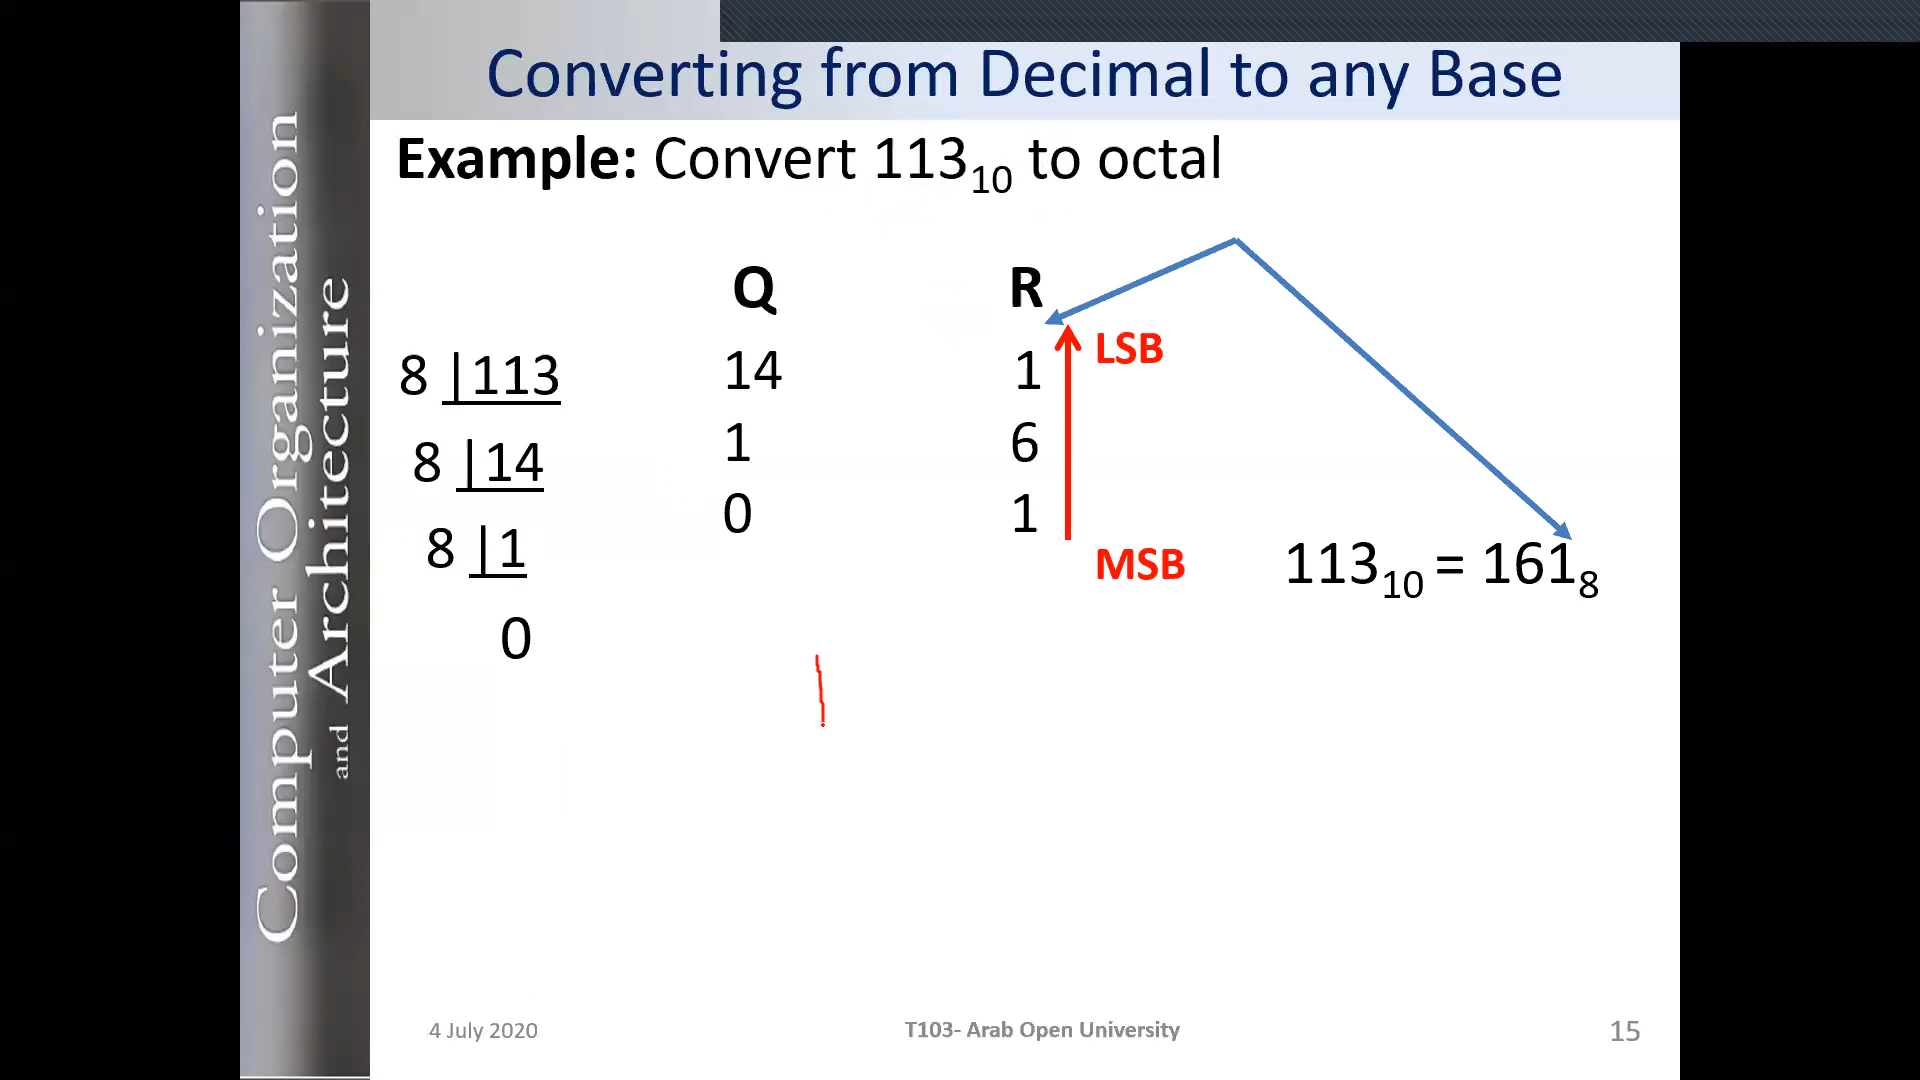 Converting from Decimal to any Base
Computer Organization
and Architecture
Example: Convert 113₁₀ to octal
Q R
8 |113 14 1 LSB
8 |14 1 6
8 |1 0 1 MSB
0
113₁₀ = 161₈
4 July 2020 T103- Arab Open University 15